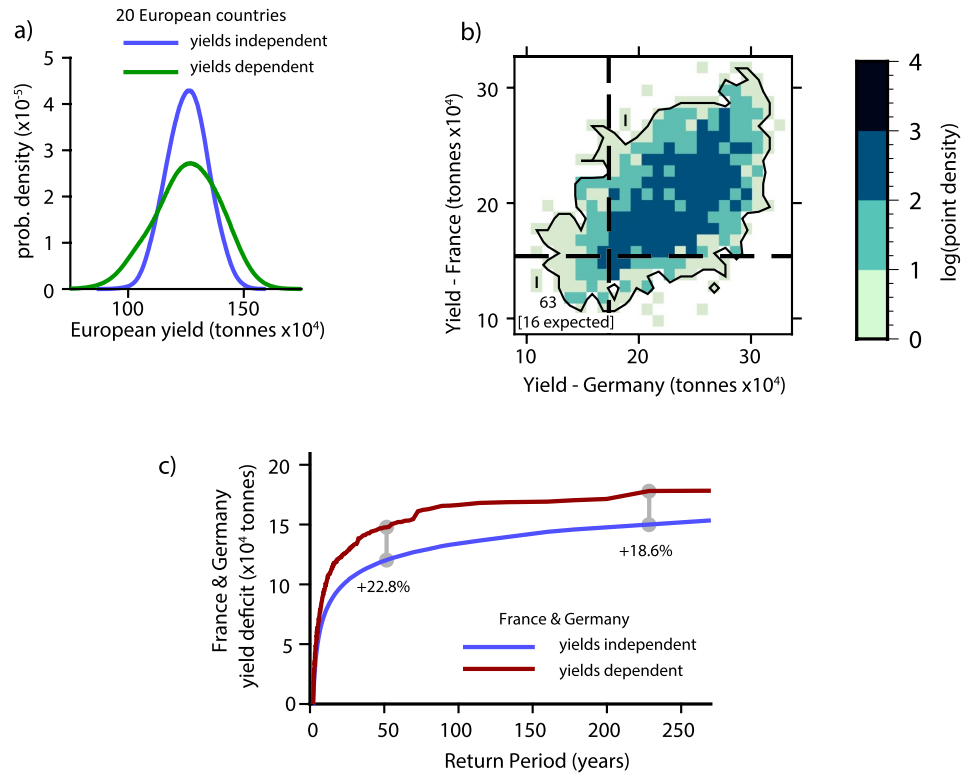 a)
20 European countries
yields independent
yields dependent
prob. density (x10⁻⁵)
5
4
3
2
1
0
100
150
European yield (tonnes x10⁴)
b)
Yield - France (tonnes x10⁴)
30
20
10
63
[16 expected]
10
20
30
Yield - Germany (tonnes x10⁴)
4
3
2
1
0
log(point density)
c)
France & Germany
yield deficit (x10⁴ tonnes)
20
15
10
5
0
+22.8%
+18.6%
France & Germany
yields independent
yields dependent
0
50
100
150
200
250
Return Period (years)